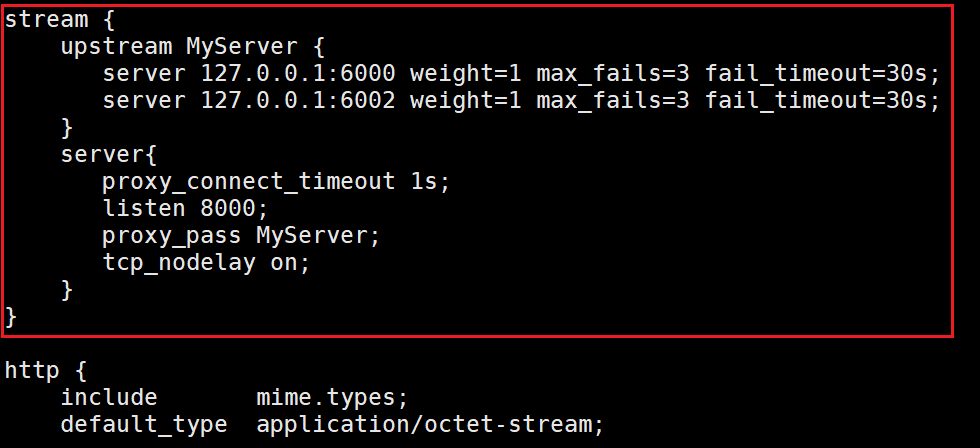 stream {
    upstream MyServer {
       server 127.0.0.1:6000 weight=1 max_fails=3 fail_timeout=30s;
       server 127.0.0.1:6002 weight=1 max_fails=3 fail_timeout=30s;
    }
    server{
       proxy_connect_timeout 1s;
       listen 8000;
       proxy_pass MyServer;
       tcp_nodelay on;
    }
}
http {
    include       mime.types;
    default_type  application/octet-stream;